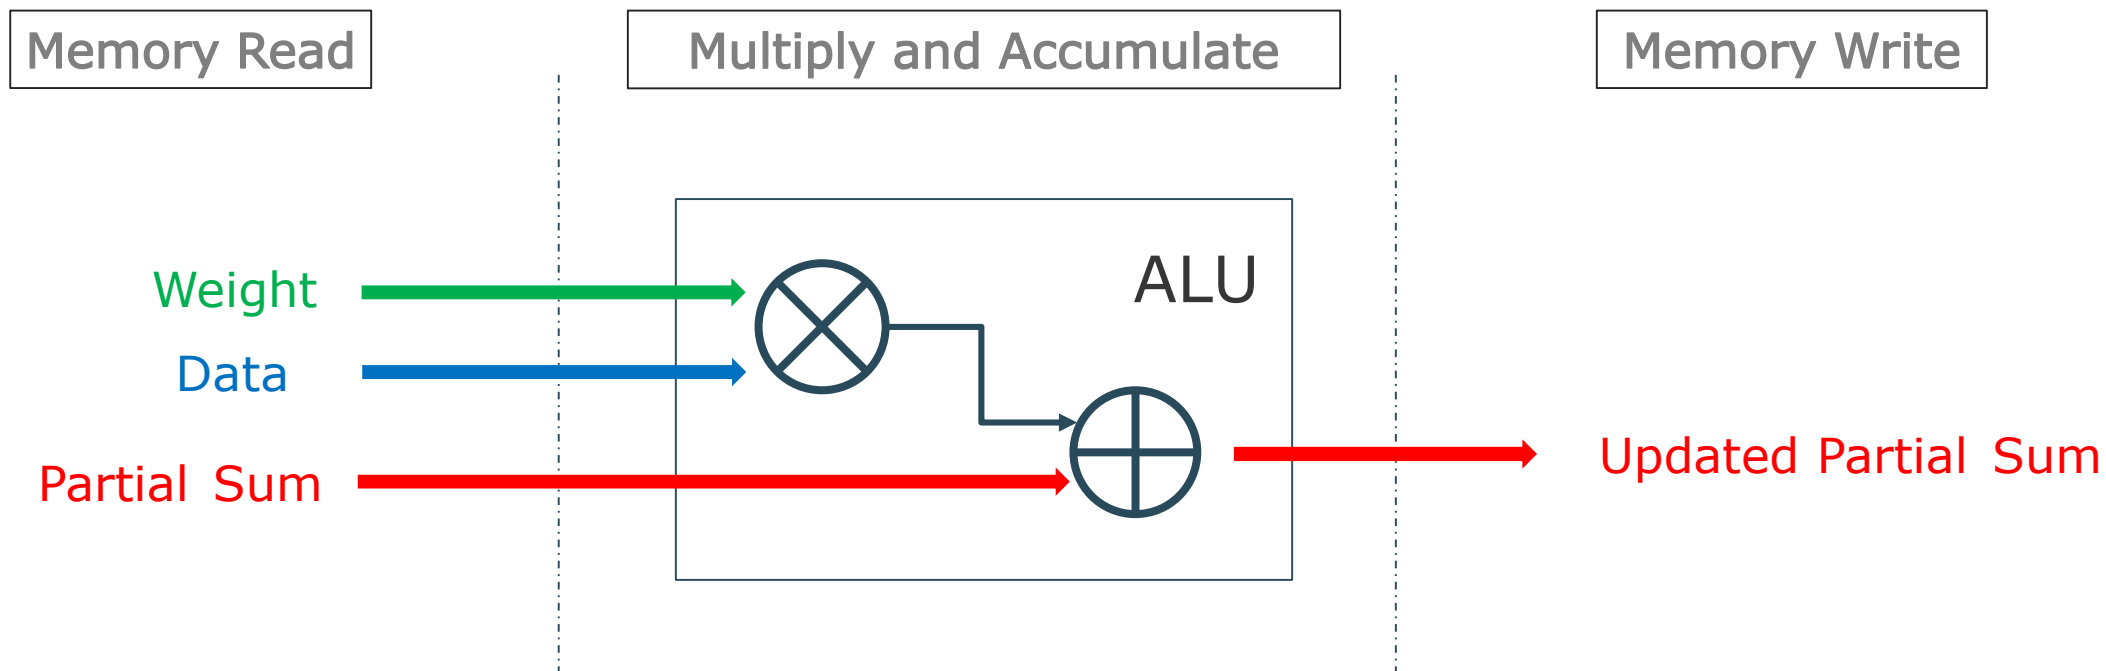 Memory Read
Multiply and Accumulate
Memory Write
ALU
Weight
Data
Partial Sum
Updated Partial Sum